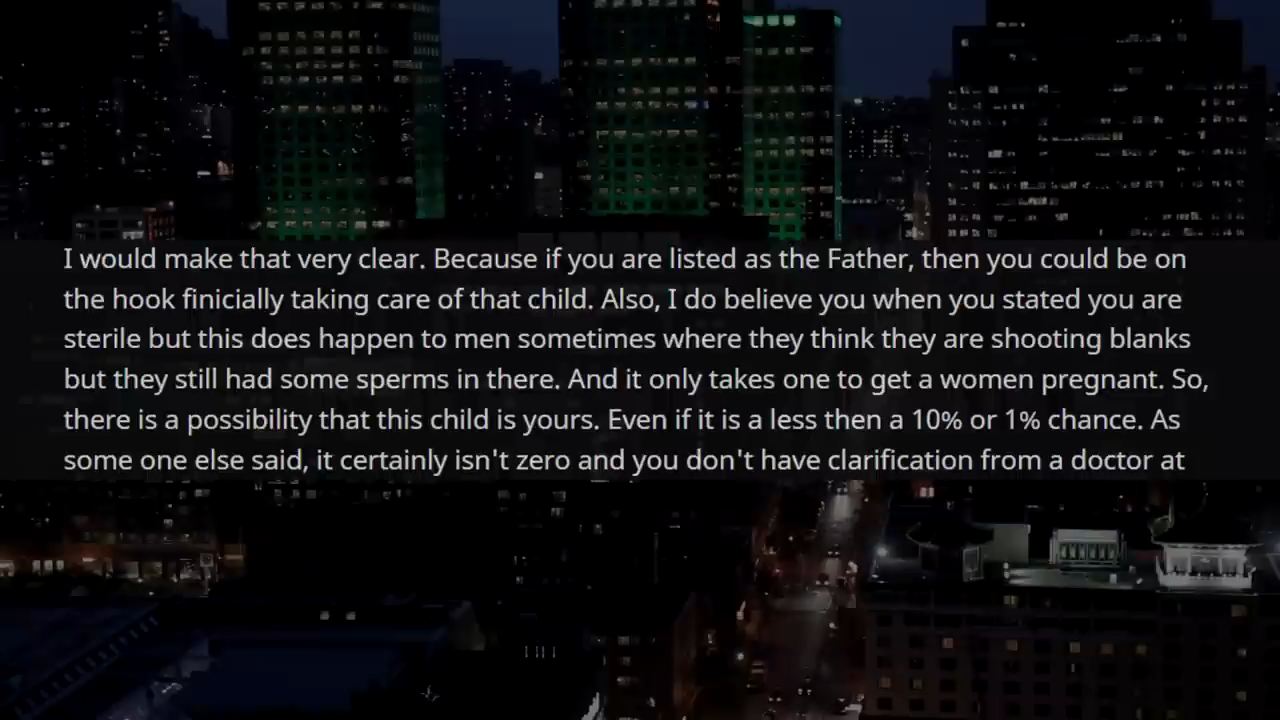 I would make that very clear. Because if you are listed as the Father, then you could be on
the hook finicially taking care of that child. Also, I do believe you when you stated you are
sterile but this does happen to men sometimes where they think they are shooting blanks
but they still had some sperms in there. And it only takes one to get a women pregnant. So,
there is a possibility that this child is yours. Even if it is a less then a 10% or 1% chance. As
some one else said, it certainly isn't zero and you don't have clarification from a doctor at